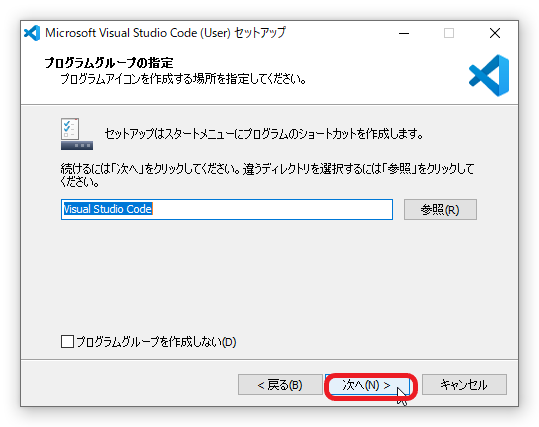 Microsoft Visual Studio Code (User) セットアップ
プログラムグループの指定
プログラムアイコンを作成する場所を指定してください。
セットアップはスタートメニューにプログラムのショートカットを作成します。
続けるには「次へ」をクリックしてください。違うディレクトリを選択するには「参照」をクリックして
ください。
Visual Studio Code
参照(R)
プログラムグループを作成しない(D)
< 戻る(B)
次へ(N) >
キャンセル